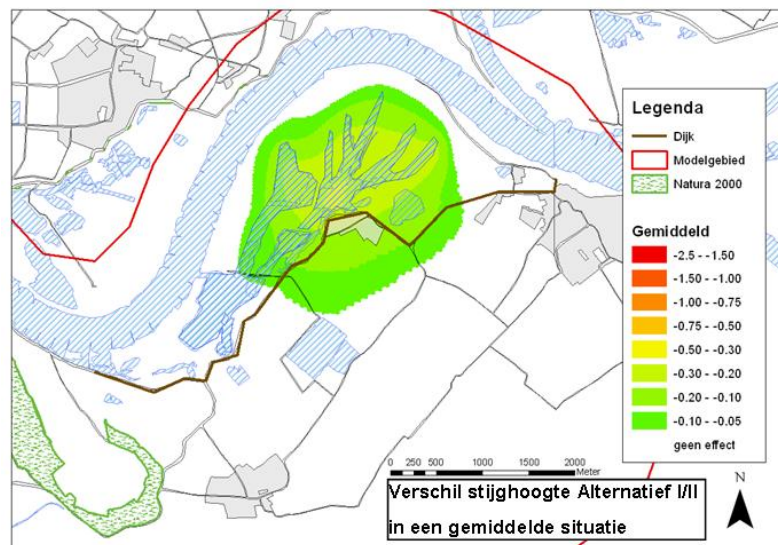 Legenda
Dijk
Modelgebied
Natura 2000
Gemiddeld
-2.5 - -1.50
-1.50 - -1.00
-1.00 - -0.75
-0.75 - -0.50
-0.50 - -0.30
-0.30 - -0.20
-0.20 - -0.10
-0.10 - -0.05
geen effect
0 250 500 1000 1500 2000
Meter
N
Verschil stijghoogte Alternatief I/II
in een gemiddelde situatie